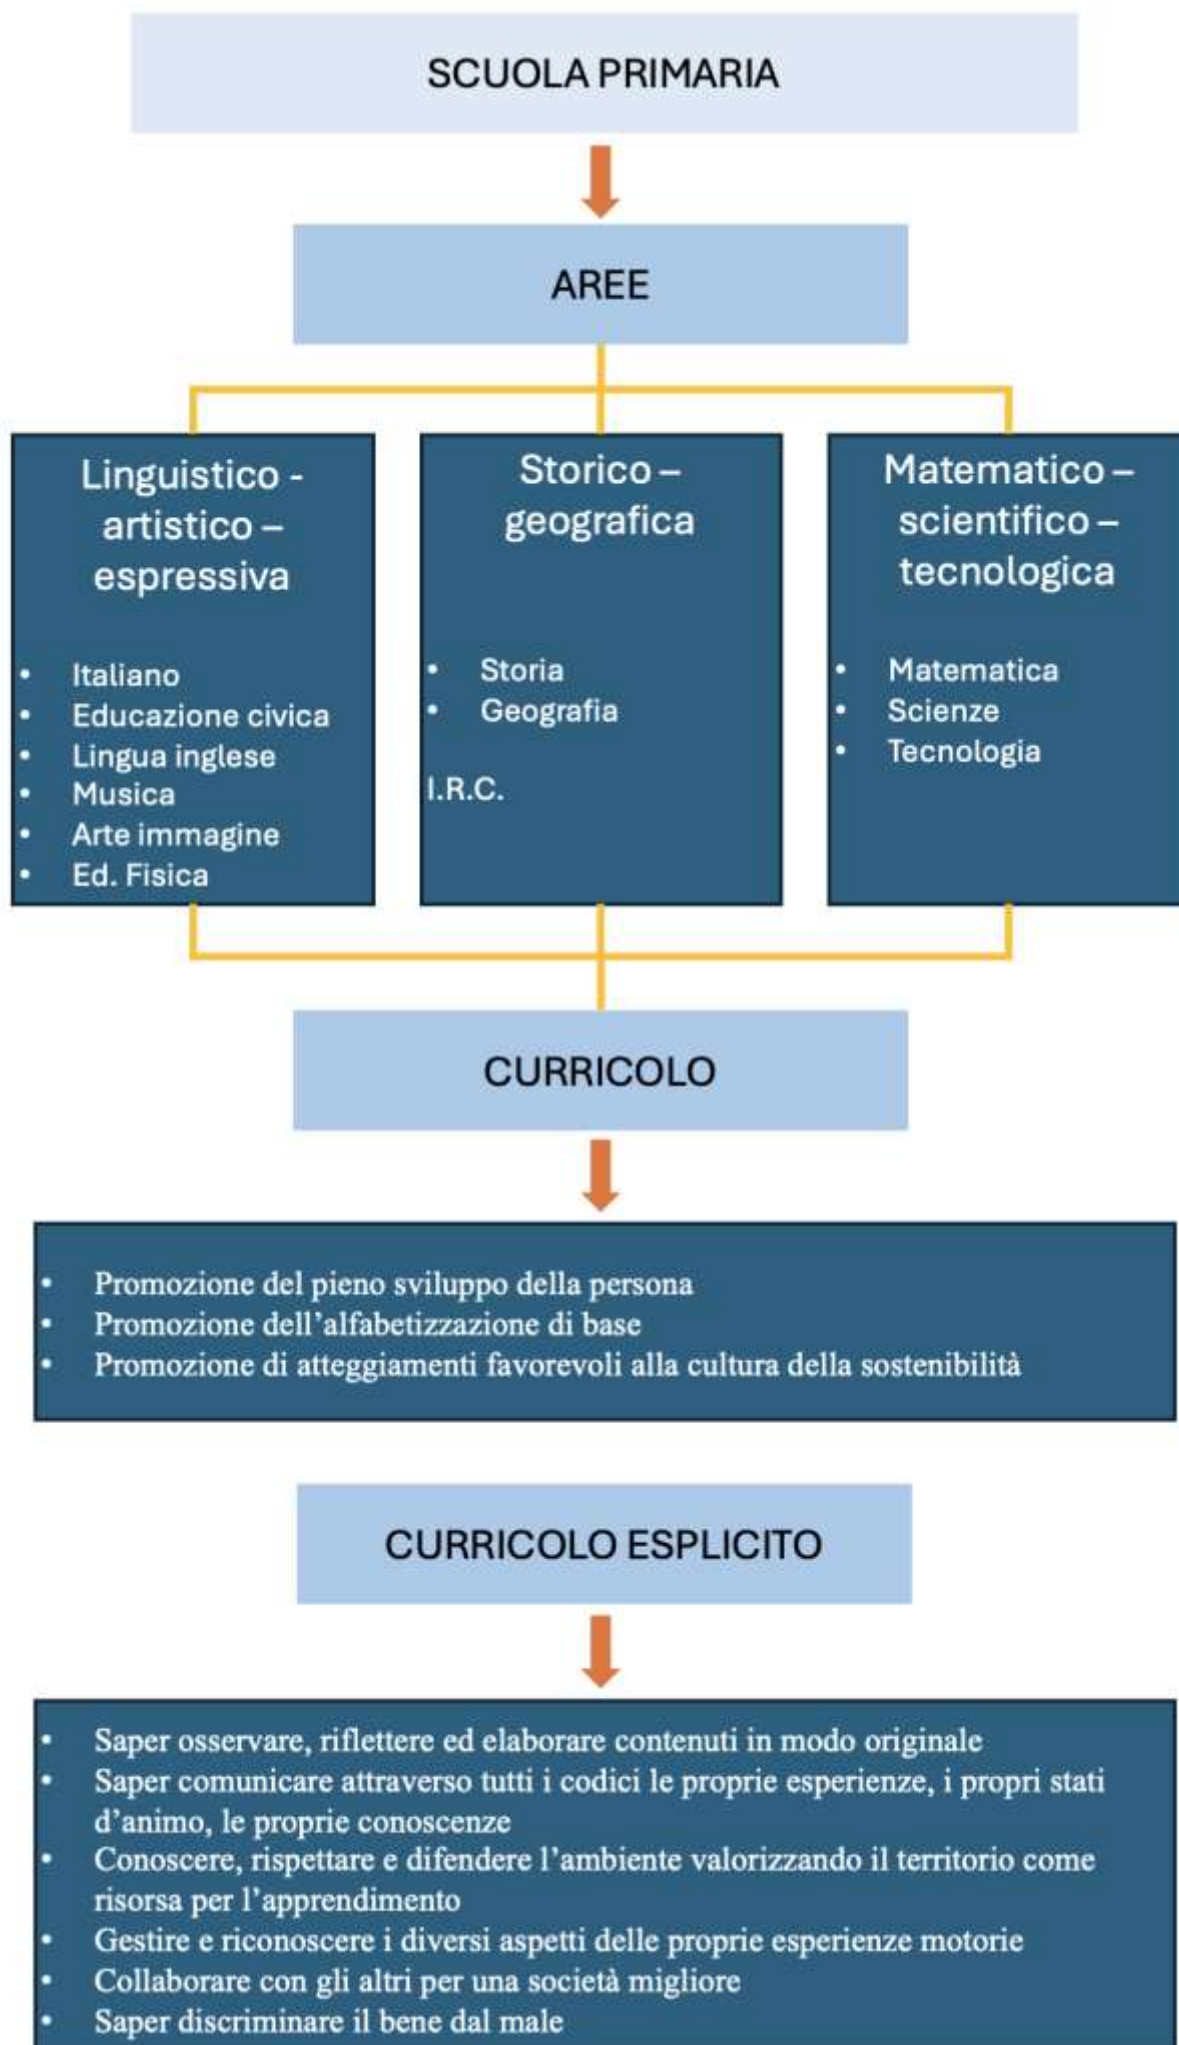 SCUOLA PRIMARIA
AREE
Linguistico -
artistico –
espressiva
• Italiano
• Educazione civica
• Lingua inglese
• Musica
• Arte immagine
• Ed. Fisica
Storico –
geografica
• Storia
• Geografia
I.R.C.
Matematico –
scientifico –
tecnologica
• Matematica
• Scienze
• Tecnologia
CURRICOLO
• Promozione del pieno sviluppo della persona
• Promozione dell’alfabetizzazione di base
• Promozione di atteggiamenti favorevoli alla cultura della sostenibilità
CURRICOLO ESPLICITO
• Saper osservare, riflettere ed elaborare contenuti in modo originale
• Saper comunicare attraverso tutti i codici le proprie esperienze, i propri stati
d’animo, le proprie conoscenze
• Conoscere, rispettare e difendere l’ambiente valorizzando il territorio come
risorsa per l’apprendimento
• Gestire e riconoscere i diversi aspetti delle proprie esperienze motorie
• Collaborare con gli altri per una società migliore
• Saper discriminare il bene dal male